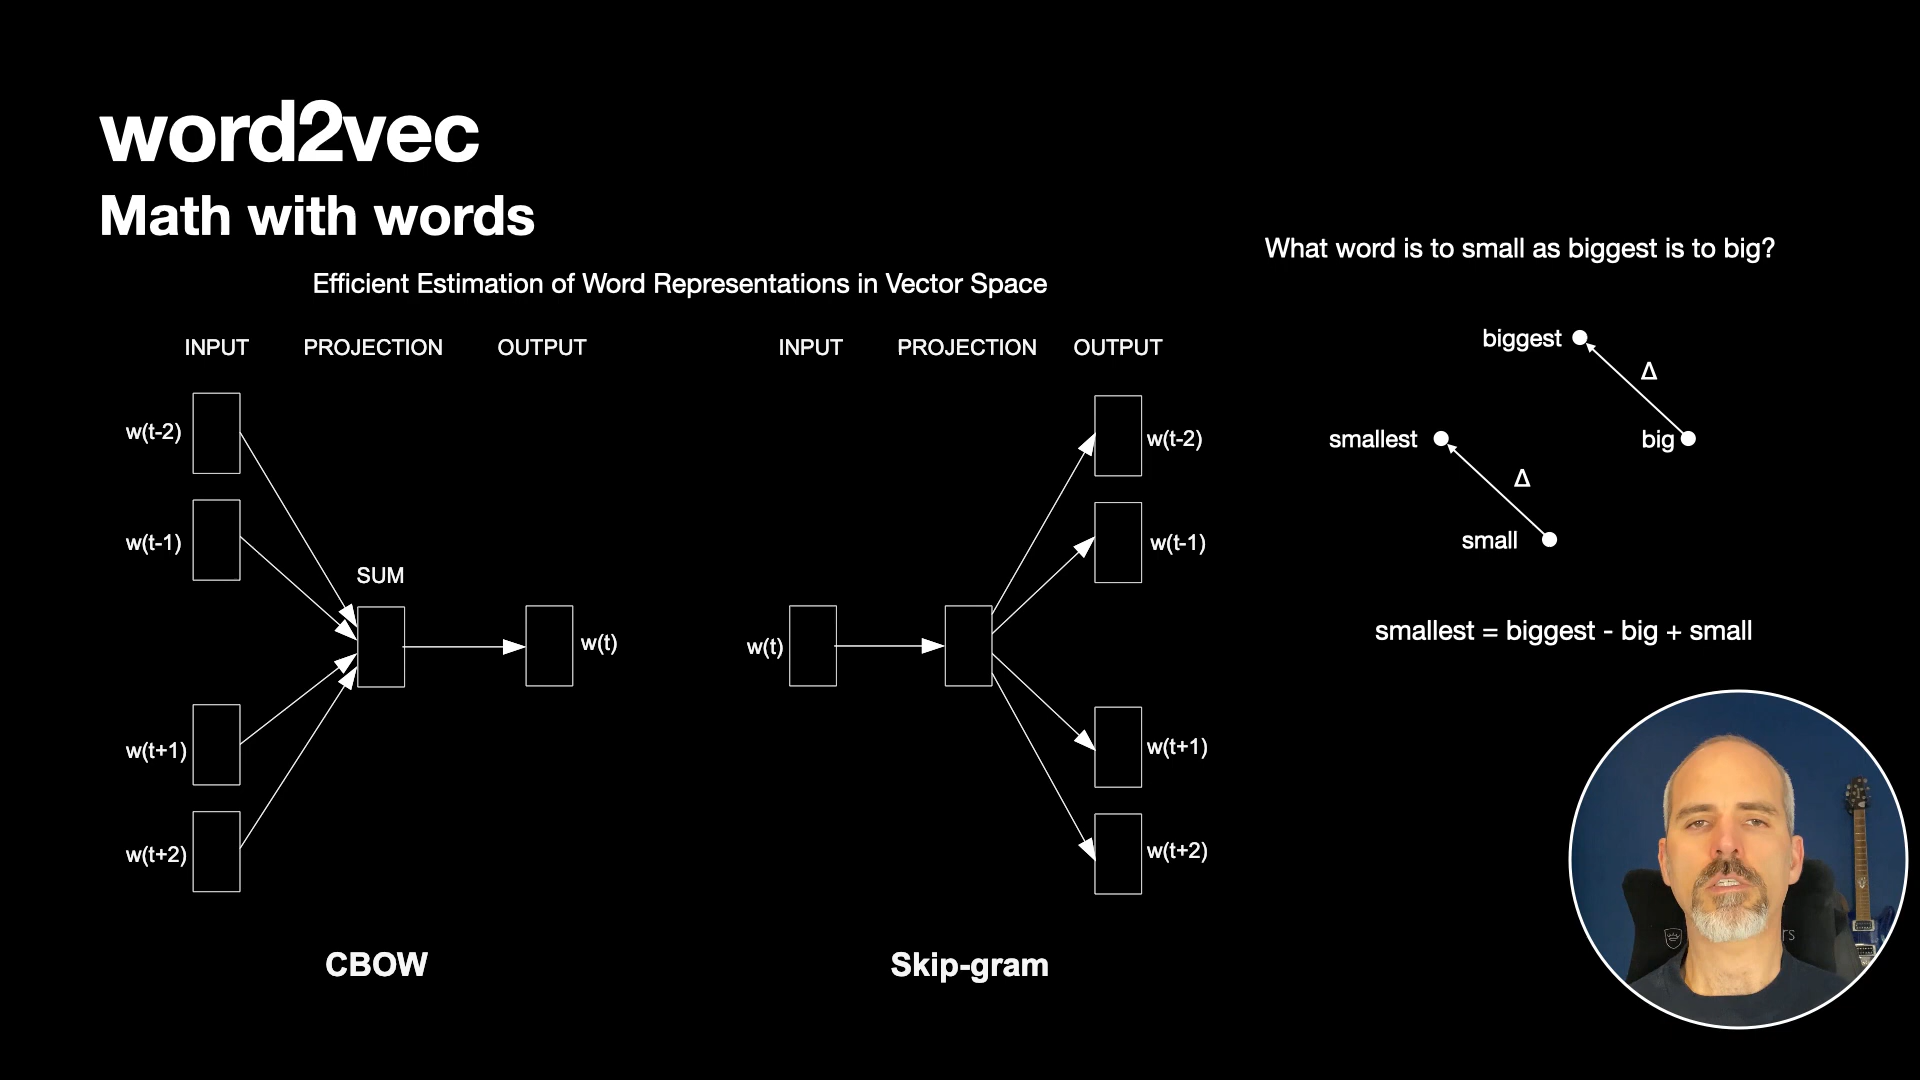 word2vec
Math with words
Efficient Estimation of Word Representations in Vector Space
INPUT PROJECTION OUTPUT
w(t-2)
w(t-1)
SUM
w(t)
w(t+1)
w(t+2)
CBOW
INPUT PROJECTION OUTPUT
w(t-2)
w(t-1)
w(t)
w(t+1)
w(t+2)
Skip-gram
What word is to small as biggest is to big?
biggest
Δ
smallest
big
Δ
small
smallest = biggest - big + small